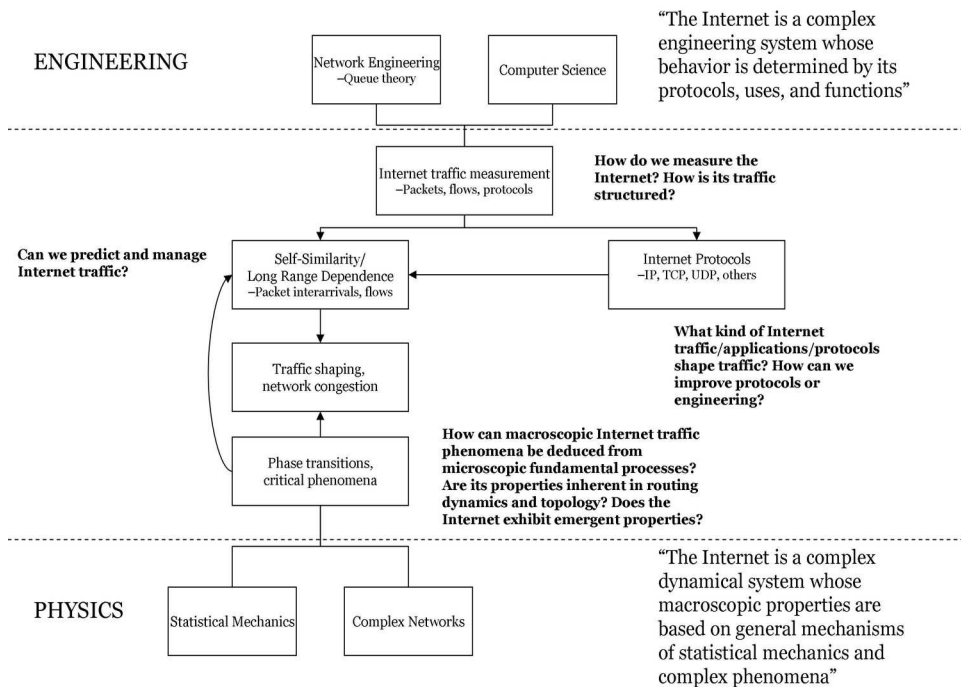 ENGINEERING
Network Engineering
–Queue theory
Computer Science
“The Internet is a complex
engineering system whose
behavior is determined by its
protocols, uses, and functions”
Internet traffic measurement
–Packets, flows, protocols
How do we measure the
Internet? How is its traffic
structured?
Can we predict and manage
Internet traffic?
Self-Similarity/
Long Range Dependence
–Packet interarrivals, flows
Internet Protocols
–IP, TCP, UDP, others
What kind of Internet
traffic/applications/protocols
shape traffic? How can we
improve protocols or
engineering?
Traffic shaping,
network congestion
Phase transitions,
critical phenomena
How can macroscopic Internet traffic
phenomena be deduced from
microscopic fundamental processes?
Are its properties inherent in routing
dynamics and topology? Does the
Internet exhibit emergent properties?
PHYSICS
Statistical Mechanics
Complex Networks
“The Internet is a complex
dynamical system whose
macroscopic properties are
based on general mechanisms
of statistical mechanics and
complex phenomena”